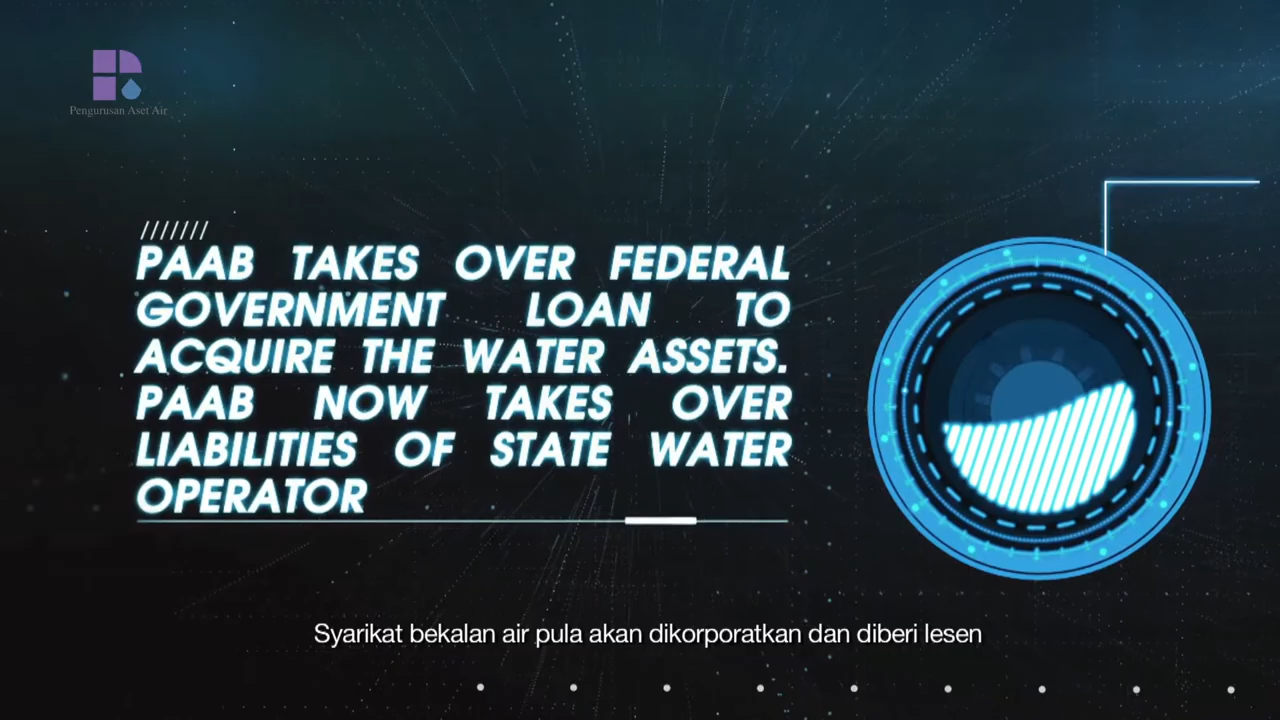 Pengurusan Aset Air
///////
PAAB TAKES OVER FEDERAL
GOVERNMENT LOAN TO
ACQUIRE THE WATER ASSETS.
PAAB NOW TAKES OVER
LIABILITIES OF STATE WATER
OPERATOR
Syarikat bekalan air pula akan dikorporatkan dan diberi lesen